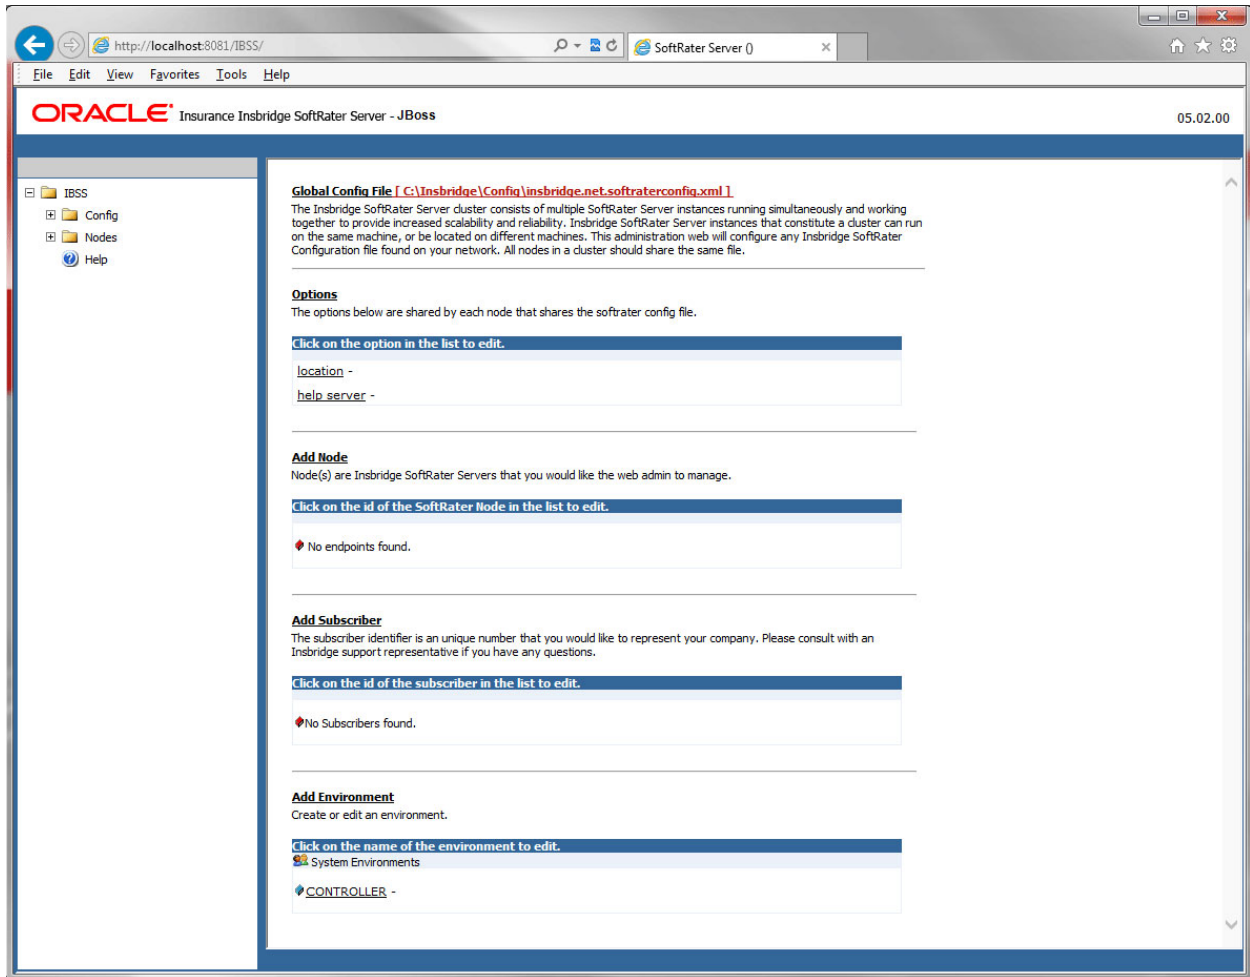 http://localhost:8081/IBSS/
SoftRater Server ()
File Edit View Favorites Tools Help
ORACLE Insurance Insbridge SoftRater Server - JBoss
05.02.00
IBSS
Config
Nodes
Help
Global Config File [ C:\Insbridge\Config\insbridge.net.softraterconfig.xml ]
The Insbridge SoftRater Server cluster consists of multiple SoftRater Server instances running simultaneously and working
together to provide increased scalability and reliability. Insbridge SoftRater Server instances that constitute a cluster can run
on the same machine, or be located on different machines. This administration web will configure any Insbridge SoftRater
Configuration file found on your network. All nodes in a cluster should share the same file.
Options
The options below are shared by each node that shares the softrater config file.
Click on the option in the list to edit.
location -
help server -
Add Node
Node(s) are Insbridge SoftRater Servers that you would like the web admin to manage.
Click on the id of the SoftRater Node in the list to edit.
No endpoints found.
Add Subscriber
The subscriber identifier is an unique number that you would like to represent your company. Please consult with an
Insbridge support representative if you have any questions.
Click on the id of the subscriber in the list to edit.
No Subscribers found.
Add Environment
Create or edit an environment.
Click on the name of the environment to edit.
System Environments
CONTROLLER -